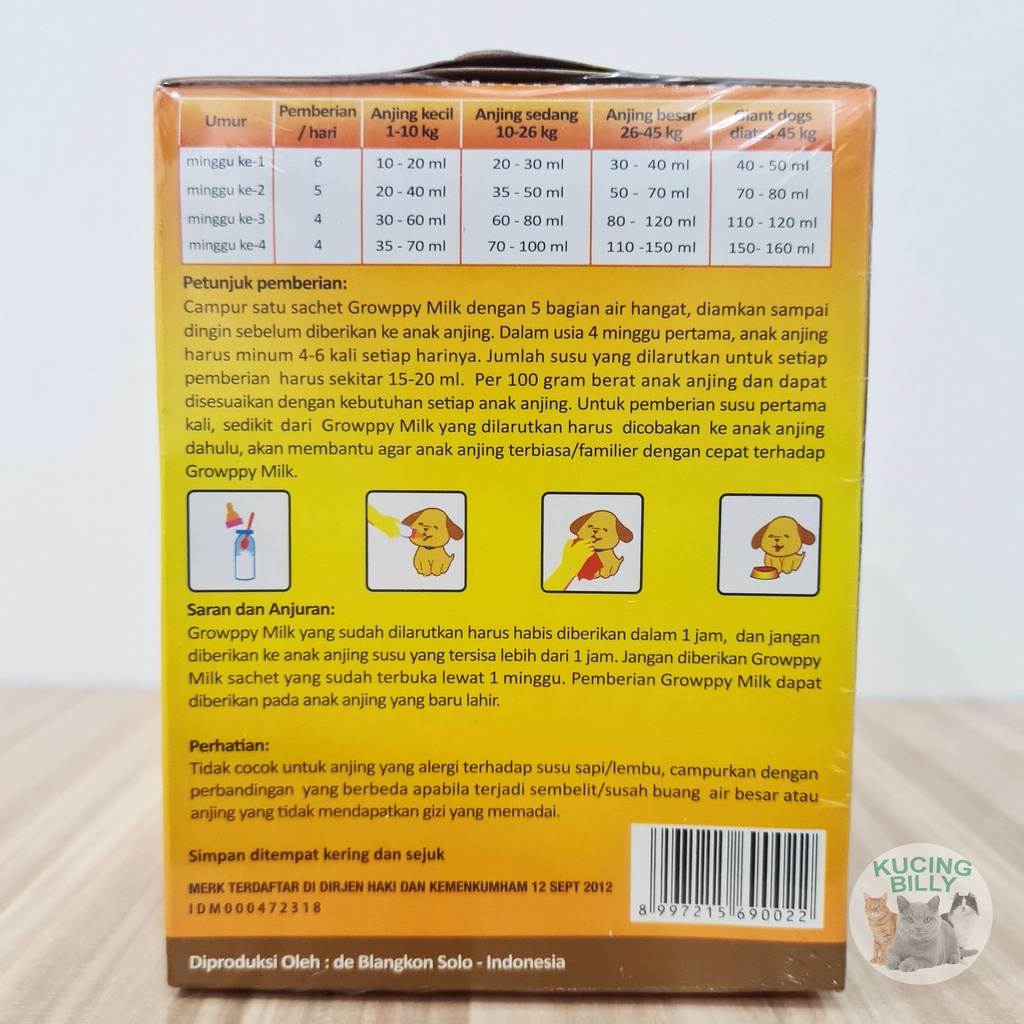 Umur Pemberian / hari Anjing kecil 1-10 kg Anjing sedang 10-26 kg Anjing besar 26-45 kg Giant dogs diatas 45 kg
minggu ke-1 6 10 - 20 ml 20 - 30 ml 30 - 40 ml 40 - 50 ml
minggu ke-2 5 20 - 40 ml 35 - 50 ml 50 - 70 ml 70 - 80 ml
minggu ke-3 4 30 - 60 ml 60 - 80 ml 80 - 120 ml 110 - 120 ml
minggu ke-4 4 35 - 70 ml 70 - 100 ml 110 -150 ml 150- 160 ml
Petunjuk pemberian:
Campur satu sachet Growppy Milk dengan 5 bagian air hangat, diamkan sampai
dingin sebelum diberikan ke anak anjing. Dalam usia 4 minggu pertama, anak anjing
harus minum 4-6 kali setiap harinya. Jumlah susu yang dilarutkan untuk setiap
pemberian harus sekitar 15-20 ml. Per 100 gram berat anak anjing dan dapat
disesuaikan dengan kebutuhan setiap anak anjing. Untuk pemberian susu pertama
kali, sedikit dari Growppy Milk yang dilarutkan harus dicobakan ke anak anjing
dahulu, akan membantu agar anak anjing terbiasa/familier dengan cepat terhadap
Growppy Milk.
Saran dan Anjuran:
Growppy Milk yang sudah dilarutkan harus habis diberikan dalam 1 jam, dan jangan
diberikan ke anak anjing susu yang tersisa lebih dari 1 jam. Jangan diberikan Growppy
Milk sachet yang sudah terbuka lewat 1 minggu. Pemberian Growppy Milk dapat
diberikan pada anak anjing yang baru lahir.
Perhatian:
Tidak cocok untuk anjing yang alergi terhadap susu sapi/lembu, campurkan dengan
perbandingan yang berbeda apabila terjadi sembelit/susah buang air besar atau
anjing yang tidak mendapatkan gizi yang memadai.
Simpan ditempat kering dan sejuk
MERK TERDAFTAR DI DIRJEN HAKI DAN KEMENKUMHAM 12 SEPT 2012
IDM000472318
8 997215 690022
Diproduksi Oleh : de Blangkon Solo - Indonesia
KUCING
BILLY